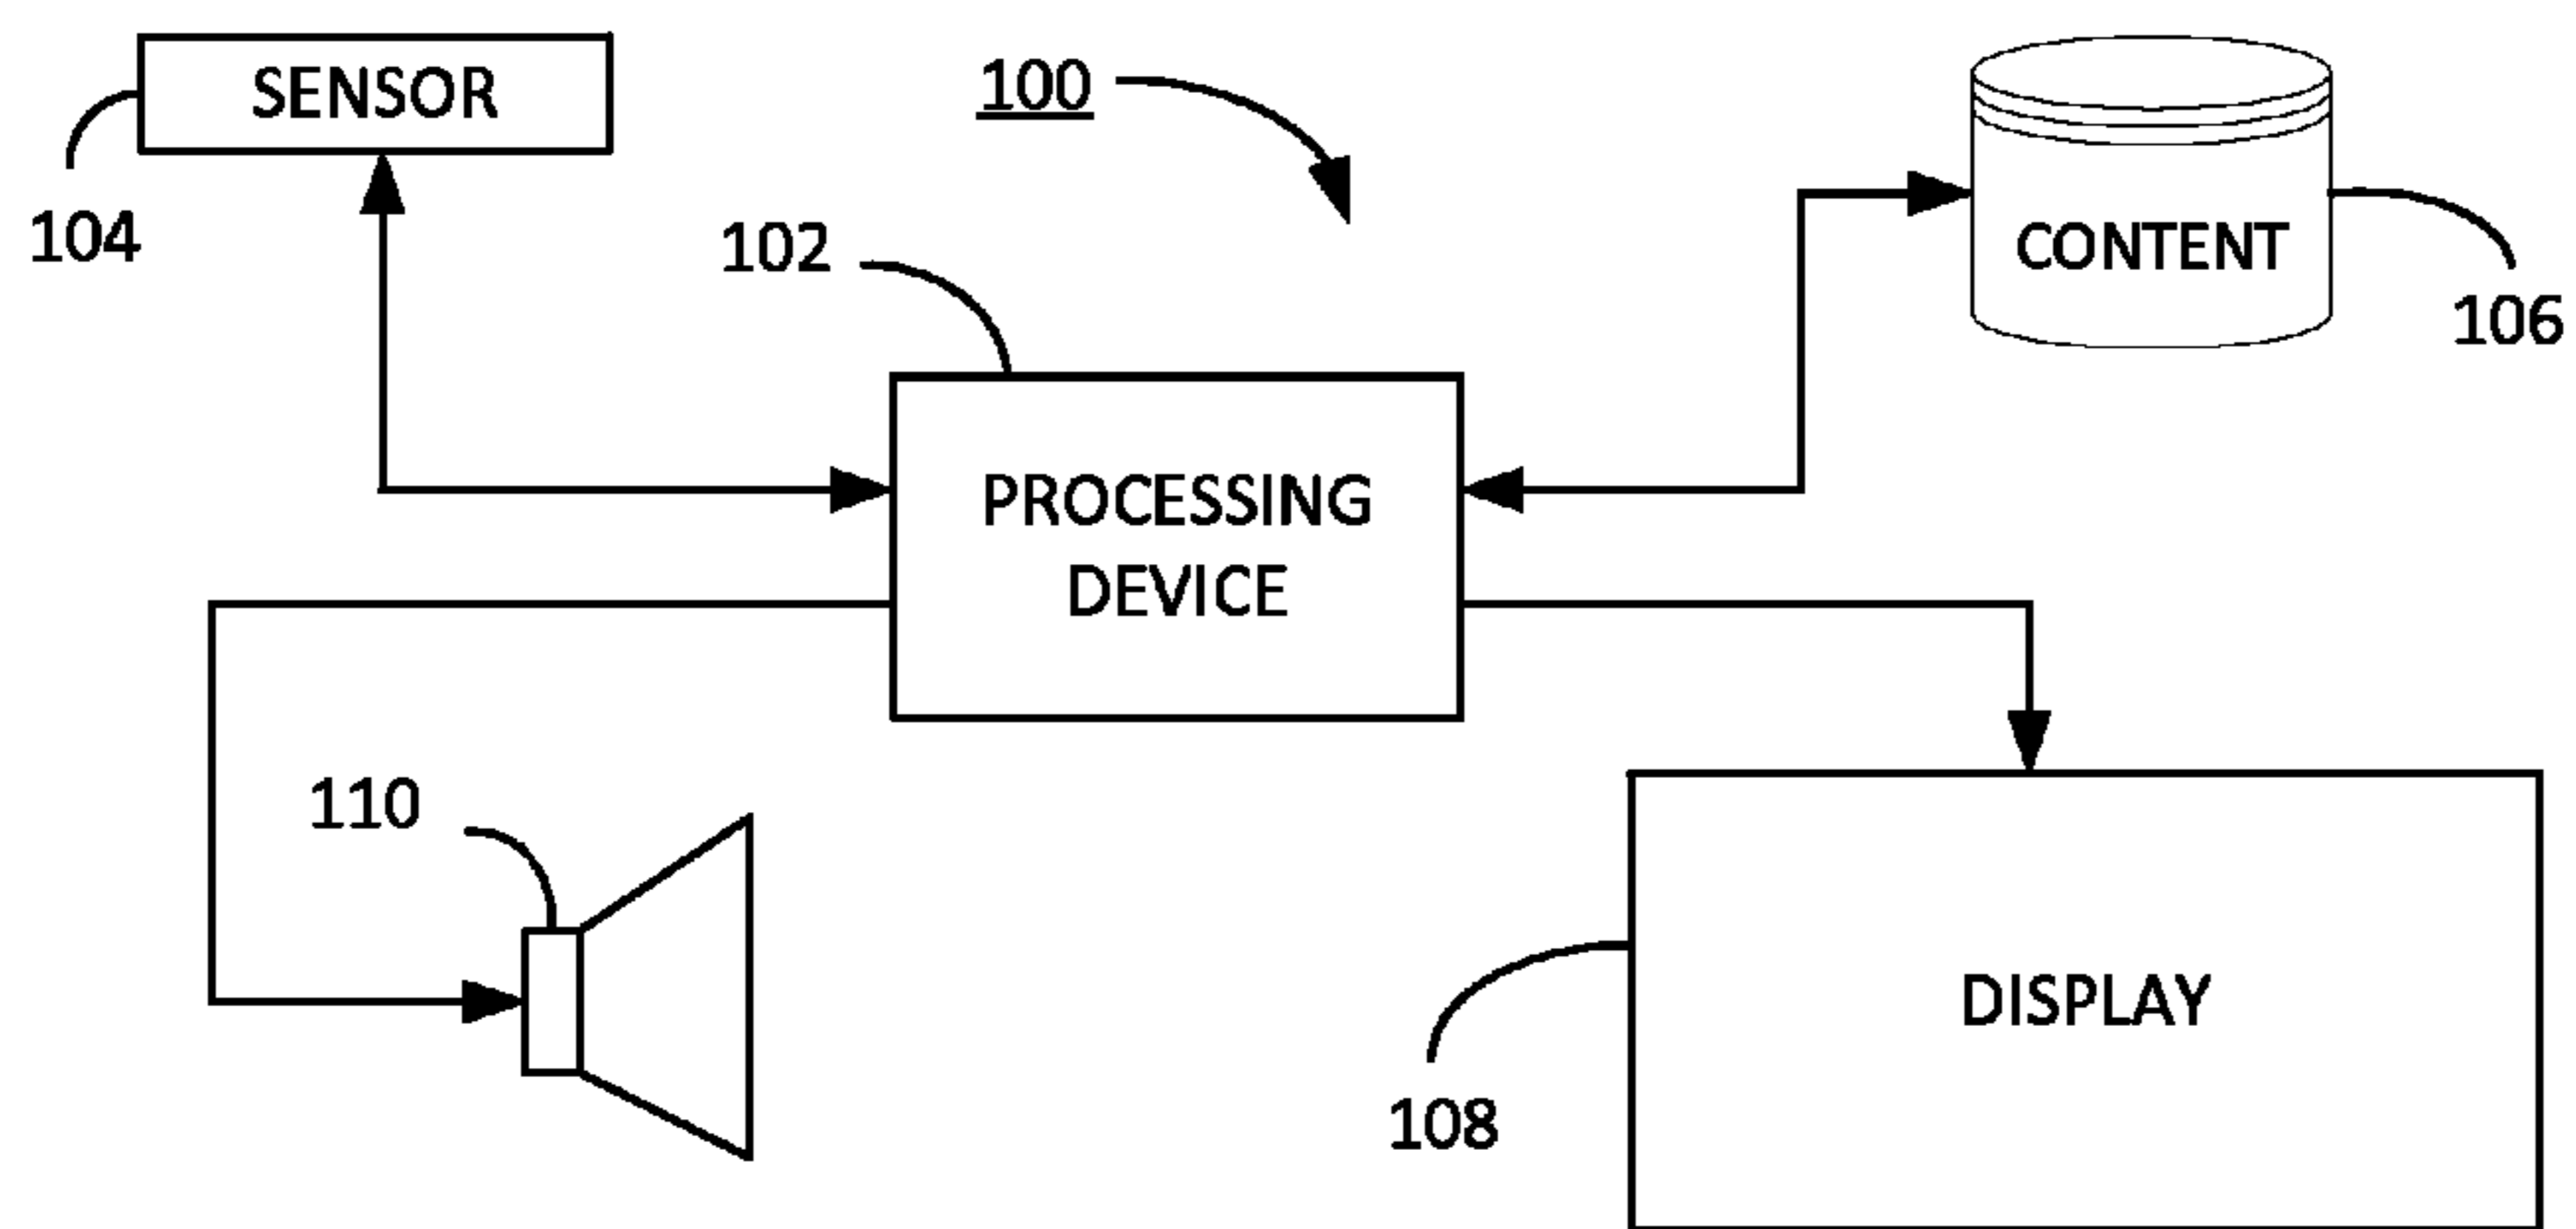 SENSOR
100
104
102
CONTENT
106
PROCESSING
DEVICE
110
108
DISPLAY